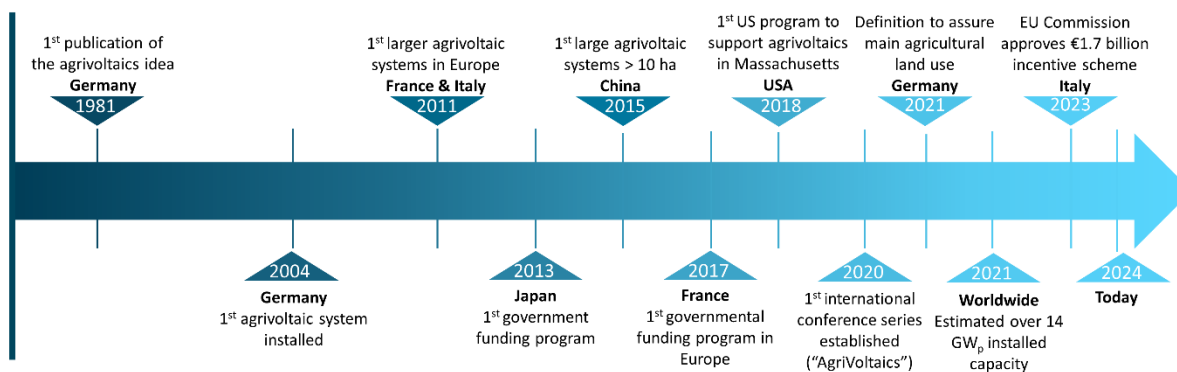 1st publication of
the agrivoltaics idea
Germany
1981
1st larger agrivoltaic
systems in Europe
France & Italy
2011
1st large agrivoltaic
systems > 10 ha
China
2015
1st US program to
support agrivoltaics
in Massachusetts
USA
2018
Definition to assure
main agricultural
land use
Germany
2021
EU Commission
approves €1.7 billion
incentive scheme
Italy
2023
2004
Germany
1st agrivoltaic system
installed
2013
Japan
1st government
funding program
2017
France
1st governmental
funding program in
Europe
2020
1st international
conference series
established
("AgriVoltaics")
2021
Worldwide
Estimated over 14
GWp installed
capacity
2024
Today